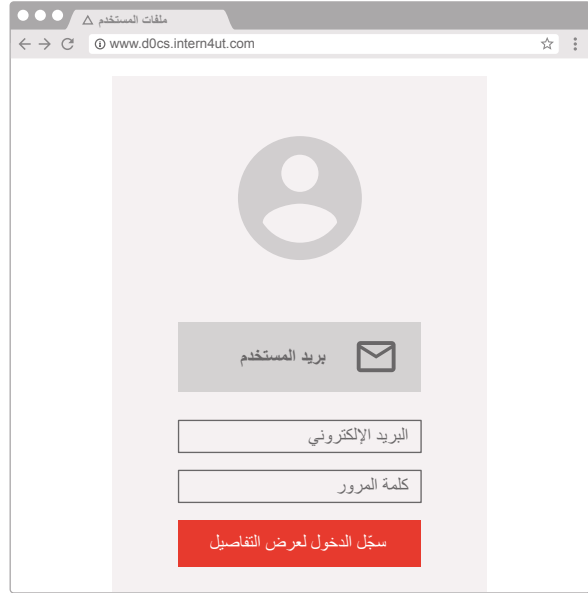 ملفات المستخدم
www.d0cs.intern4ut.com
بريد المستخدم
البريد الإلكتروني
كلمة المرور
سجّل الدخول لعرض التفاصيل